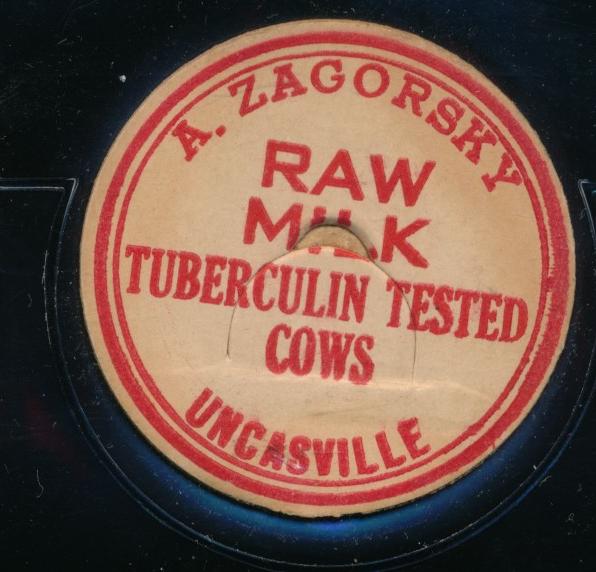 A. ZAGORSKY
RAW
MILK
TUBERCULIN TESTED
COWS
UNCASVILLE